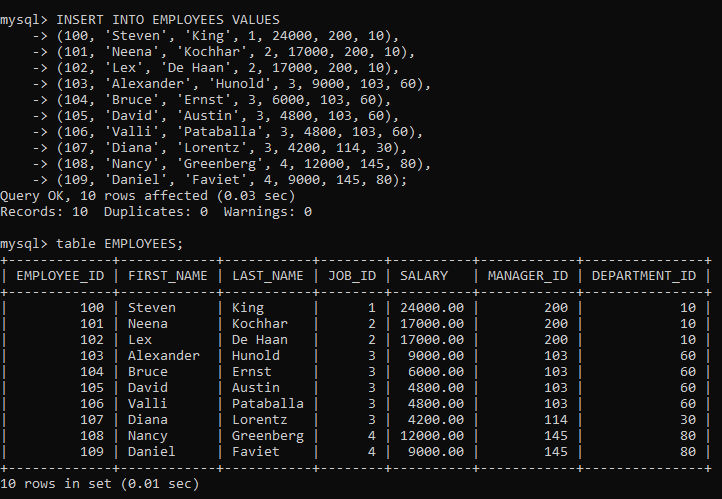 mysql> INSERT INTO EMPLOYEES VALUES
    -> (100, 'Steven', 'King', 1, 24000, 200, 10),
    -> (101, 'Neena', 'Kochhar', 2, 17000, 200, 10),
    -> (102, 'Lex', 'De Haan', 2, 17000, 200, 10),
    -> (103, 'Alexander', 'Hunold', 3, 9000, 103, 60),
    -> (104, 'Bruce', 'Ernst', 3, 6000, 103, 60),
    -> (105, 'David', 'Austin', 3, 4800, 103, 60),
    -> (106, 'Valli', 'Pataballa', 3, 4800, 103, 60),
    -> (107, 'Diana', 'Lorentz', 3, 4200, 114, 30),
    -> (108, 'Nancy', 'Greenberg', 4, 12000, 145, 80),
    -> (109, 'Daniel', 'Faviet', 4, 9000, 145, 80);
Query OK, 10 rows affected (0.03 sec)
Records: 10  Duplicates: 0  Warnings: 0

mysql> table EMPLOYEES;
+-------------+------------+-----------+--------+----------+------------+---------------+
| EMPLOYEE_ID | FIRST_NAME | LAST_NAME | JOB_ID | SALARY   | MANAGER_ID | DEPARTMENT_ID |
+-------------+------------+-----------+--------+----------+------------+---------------+
|         100 | Steven     | King      |      1 | 24000.00 |        200 |            10 |
|         101 | Neena      | Kochhar   |      2 | 17000.00 |        200 |            10 |
|         102 | Lex        | De Haan   |      2 | 17000.00 |        200 |            10 |
|         103 | Alexander  | Hunold    |      3 |  9000.00 |        103 |            60 |
|         104 | Bruce      | Ernst     |      3 |  6000.00 |        103 |            60 |
|         105 | David      | Austin    |      3 |  4800.00 |        103 |            60 |
|         106 | Valli      | Pataballa |      3 |  4800.00 |        103 |            60 |
|         107 | Diana      | Lorentz   |      3 |  4200.00 |        114 |            30 |
|         108 | Nancy      | Greenberg |      4 | 12000.00 |        145 |            80 |
|         109 | Daniel     | Faviet    |      4 |  9000.00 |        145 |            80 |
+-------------+------------+-----------+--------+----------+------------+---------------+
10 rows in set (0.01 sec)